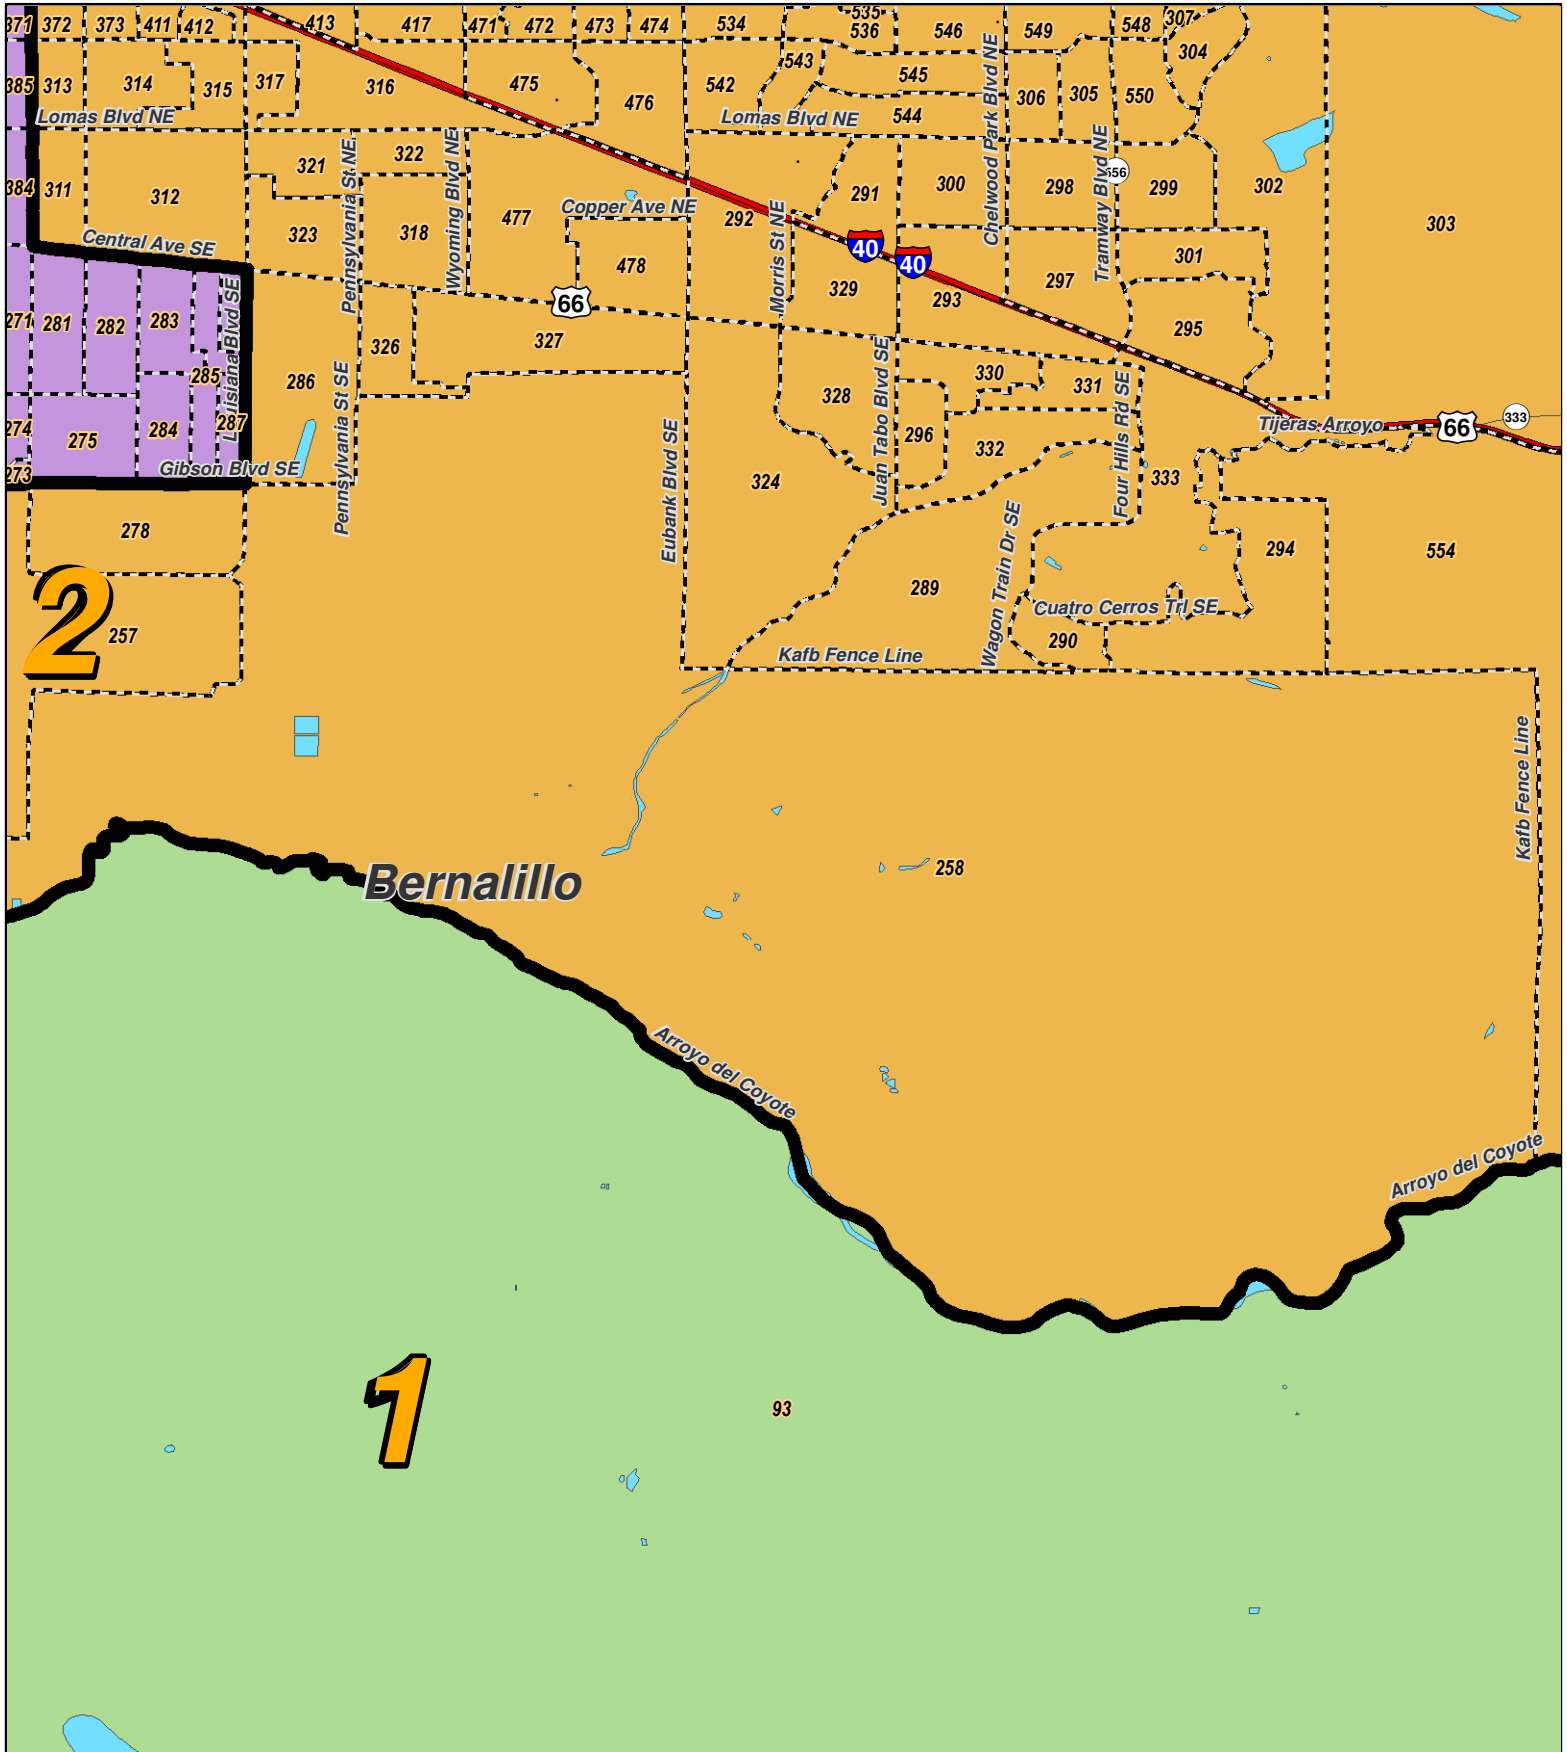 371 372 373 411 412 413 417 471 472 473 474 534 535 536 546 549 548 307
304
385 313 314 315 317 316 475 476 542 543 545 544 306 305 550
Lomas Blvd NE
Lomas Blvd NE
Chelwood Park Blvd NE
384 311 312 321 322 477 292 291 300 298 299 302 303
Pennsylvania St NE
Wyoming Blvd NE
Tramway Blvd NE
556
Copper Ave NE
Morris St NE
Central Ave SE
323 318 478 329 293 297 301
40
40
66
271 281 282 283 285 286 326 327 328 330 331 295
Louisiana Blvd SE
Pennsylvania St SE
Juan Tabo Blvd SE
Four Hills Rd SE
274 275 284 287 296 332 333
Tijeras Arroyo
66
333
273
Gibson Blvd SE
Eubank Blvd SE
324
278 289 294 554
Wagon Train Dr SE
2
257
Cuatro Cerros Trl SE
290
Kafb Fence Line
Kafb Fence Line
Bernalillo
258
Arroyo del Coyote
Arroyo del Coyote
1
93